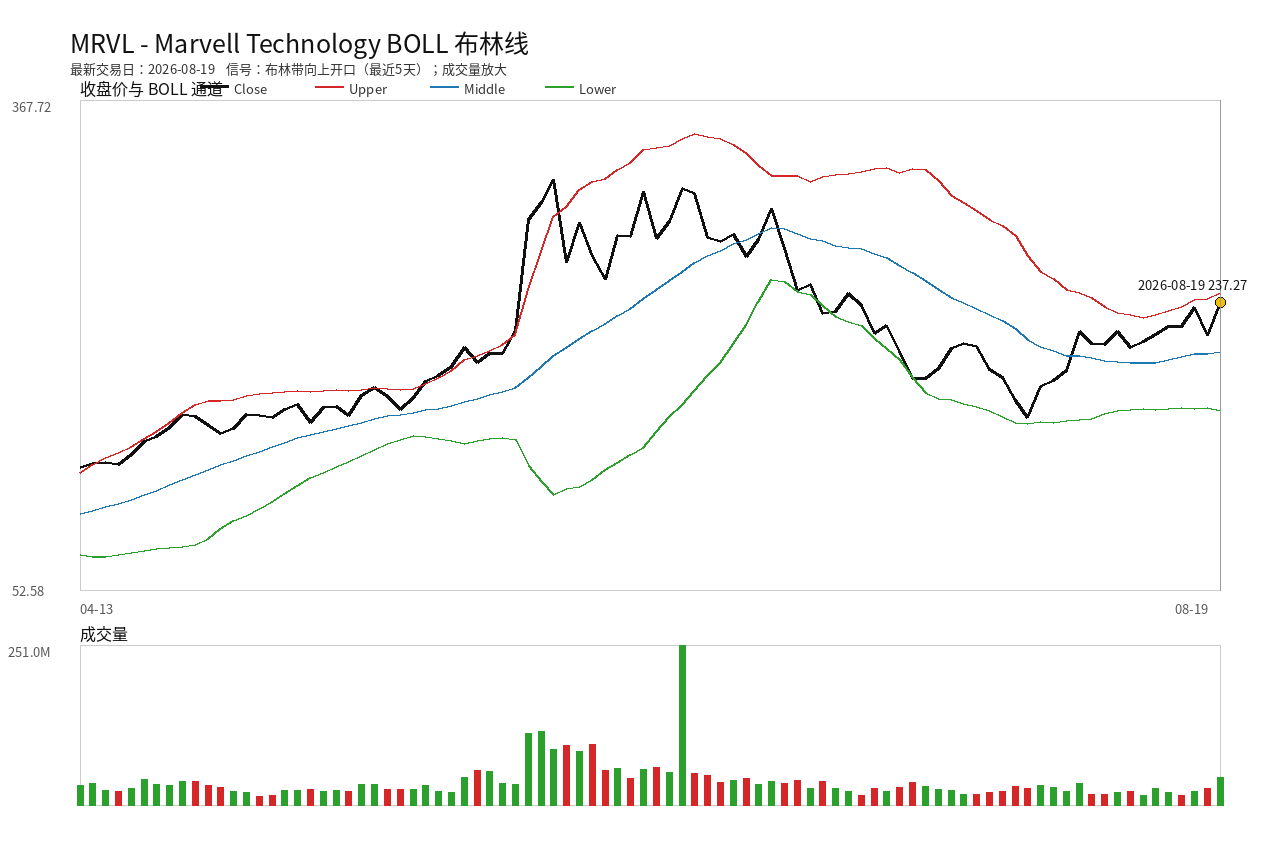 MRVL - Marvell Technology BOLL 布林线
最新交易日：2026-08-19 信号：布林带向上开口（最近5天）；成交量放大
收盘价与 BOLL 通道 Close Upper Middle Lower
367.72
2026-08-19 237.27
52.58
04-13 08-19
成交量
251.0M